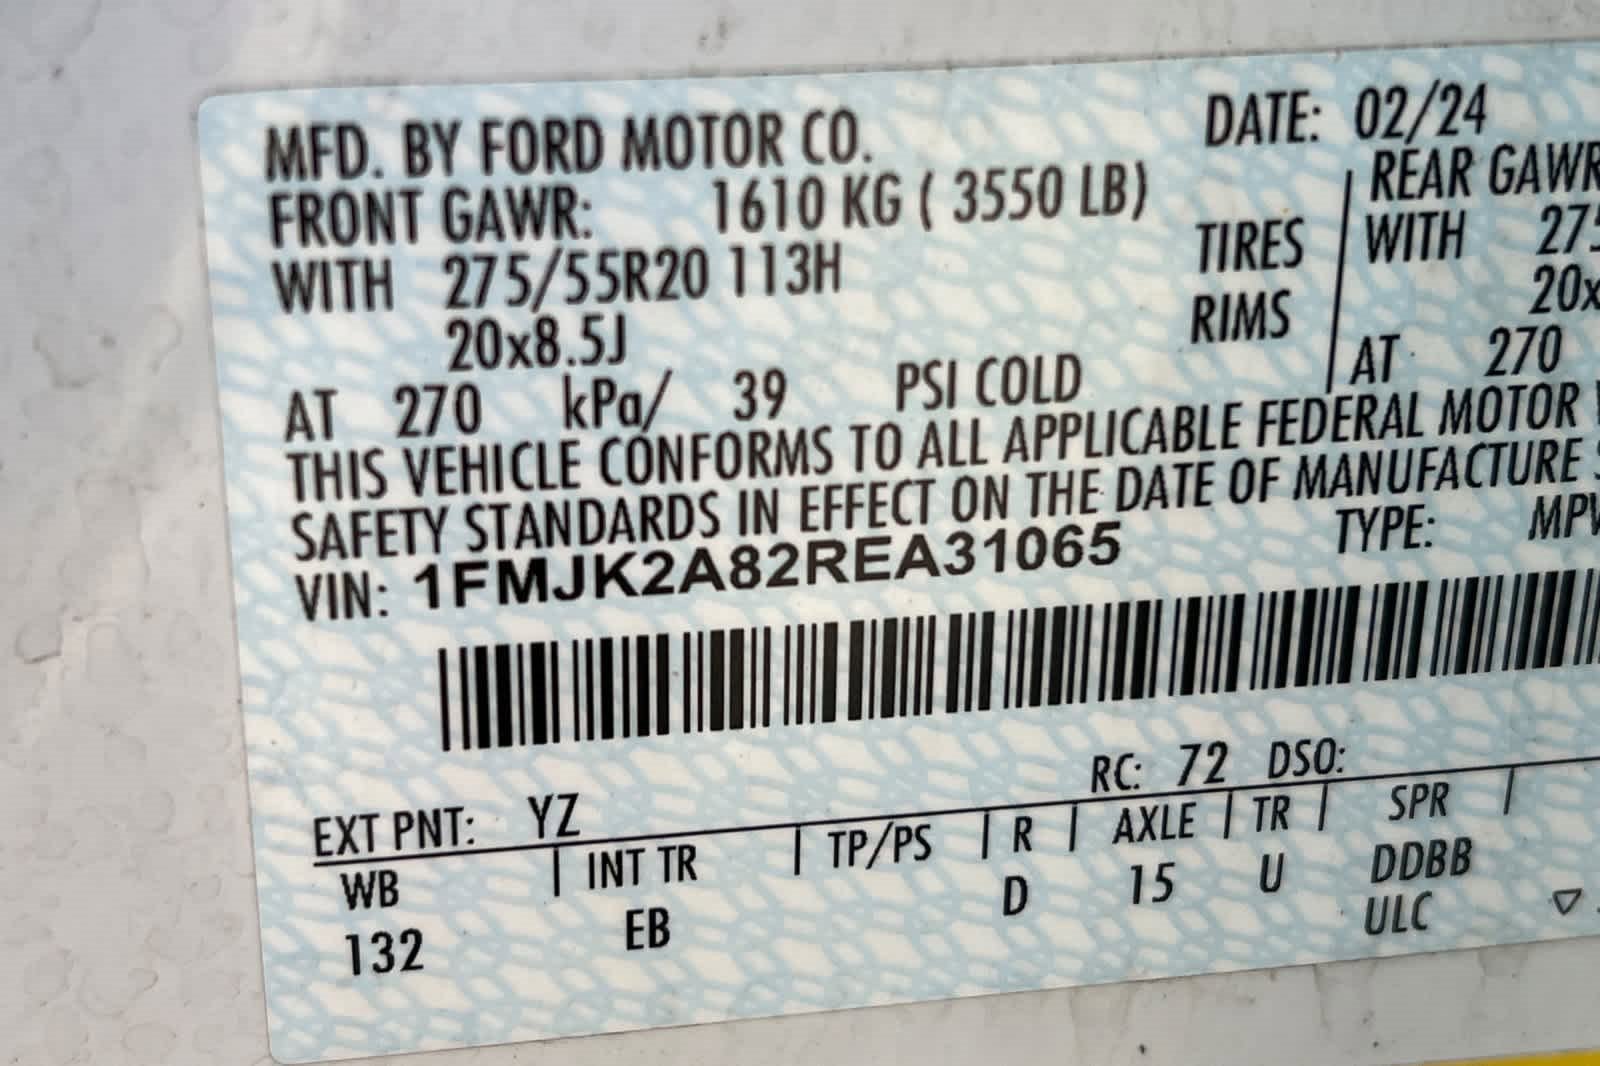 MFD. BY FORD MOTOR CO. DATE: 02/24
FRONT GAWR: 1610 KG ( 3550 LB) REAR GAWR
WITH 275/55R20 113H TIRES WITH
20x8.5J RIMS
AT 270 kPa/ 39 PSI COLD AT 270
THIS VEHICLE CONFORMS TO ALL APPLICABLE FEDERAL MOTOR
SAFETY STANDARDS IN EFFECT ON THE DATE OF MANUFACTURE
VIN: 1FMJK2A82REA31065 TYPE: MPV
RC: 72 DSO:
EXT PNT: YZ
WB | INT TR | TP/PS | R | AXLE | TR | SPR |
132 EB D 15 U DDBB
ULC